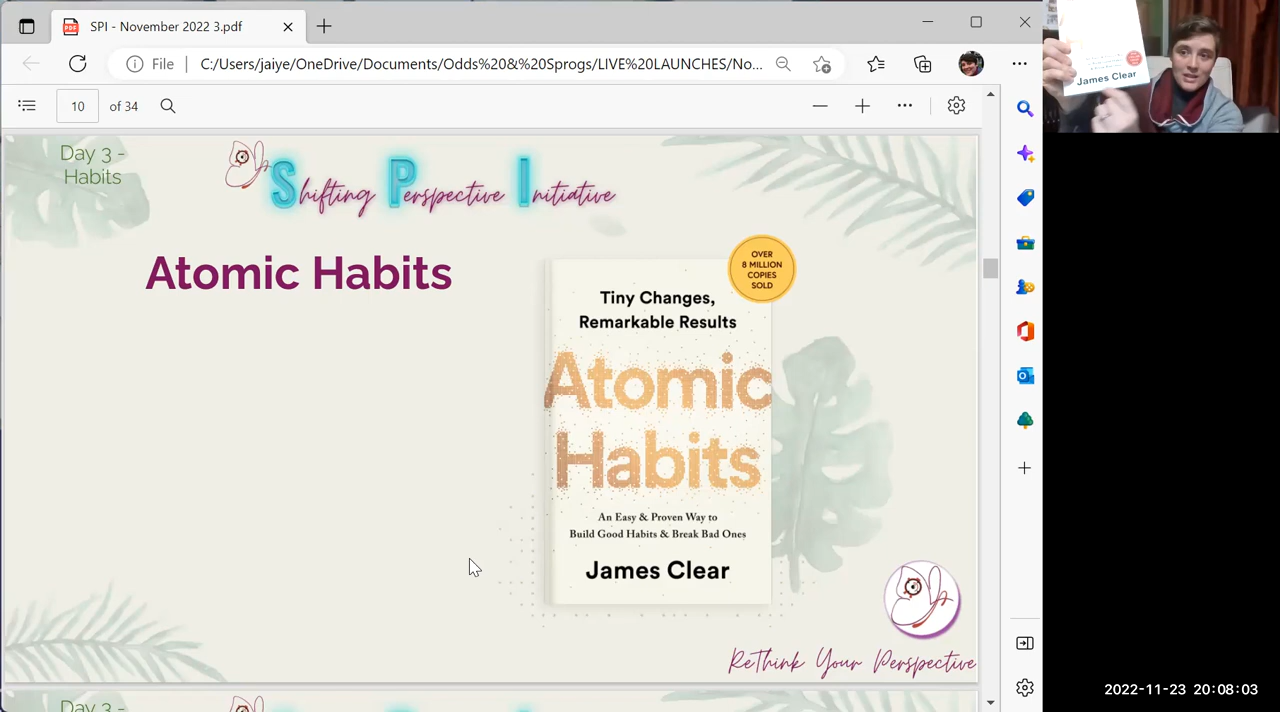 SPI - November 2022 3.pdf
File
C:/Users/jaiye/OneDrive/Documents/Odds%20&%20Sprogs/LIVE%20LAUNCHES/No...
10 of 34
Day 3 -
Habits
Shifting Perspective Initiative
Atomic Habits
OVER
8 MILLION
COPIES
SOLD
Tiny Changes,
Remarkable Results
Atomic
Habits
An Easy & Proven Way to
Build Good Habits & Break Bad Ones
James Clear
ReThink Your Perspective
Day 3 -
James Clear
2022-11-23 20:08:03